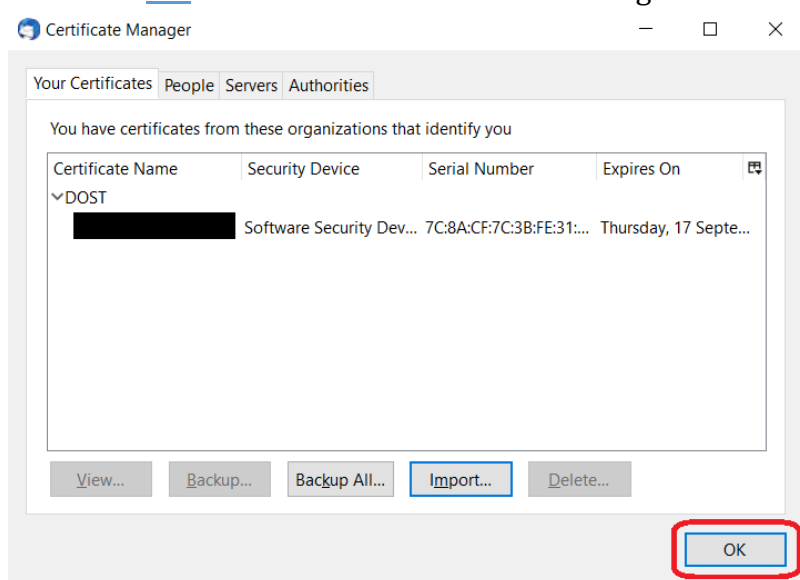 Certificate Manager
Your Certificates People Servers Authorities
You have certificates from these organizations that identify you
Certificate Name Security Device Serial Number Expires On
DOST
Software Security Dev... 7C:8A:CF:7C:3B:FE:31:... Thursday, 17 Septe...
View... Backup... Backup All... Import... Delete...
OK